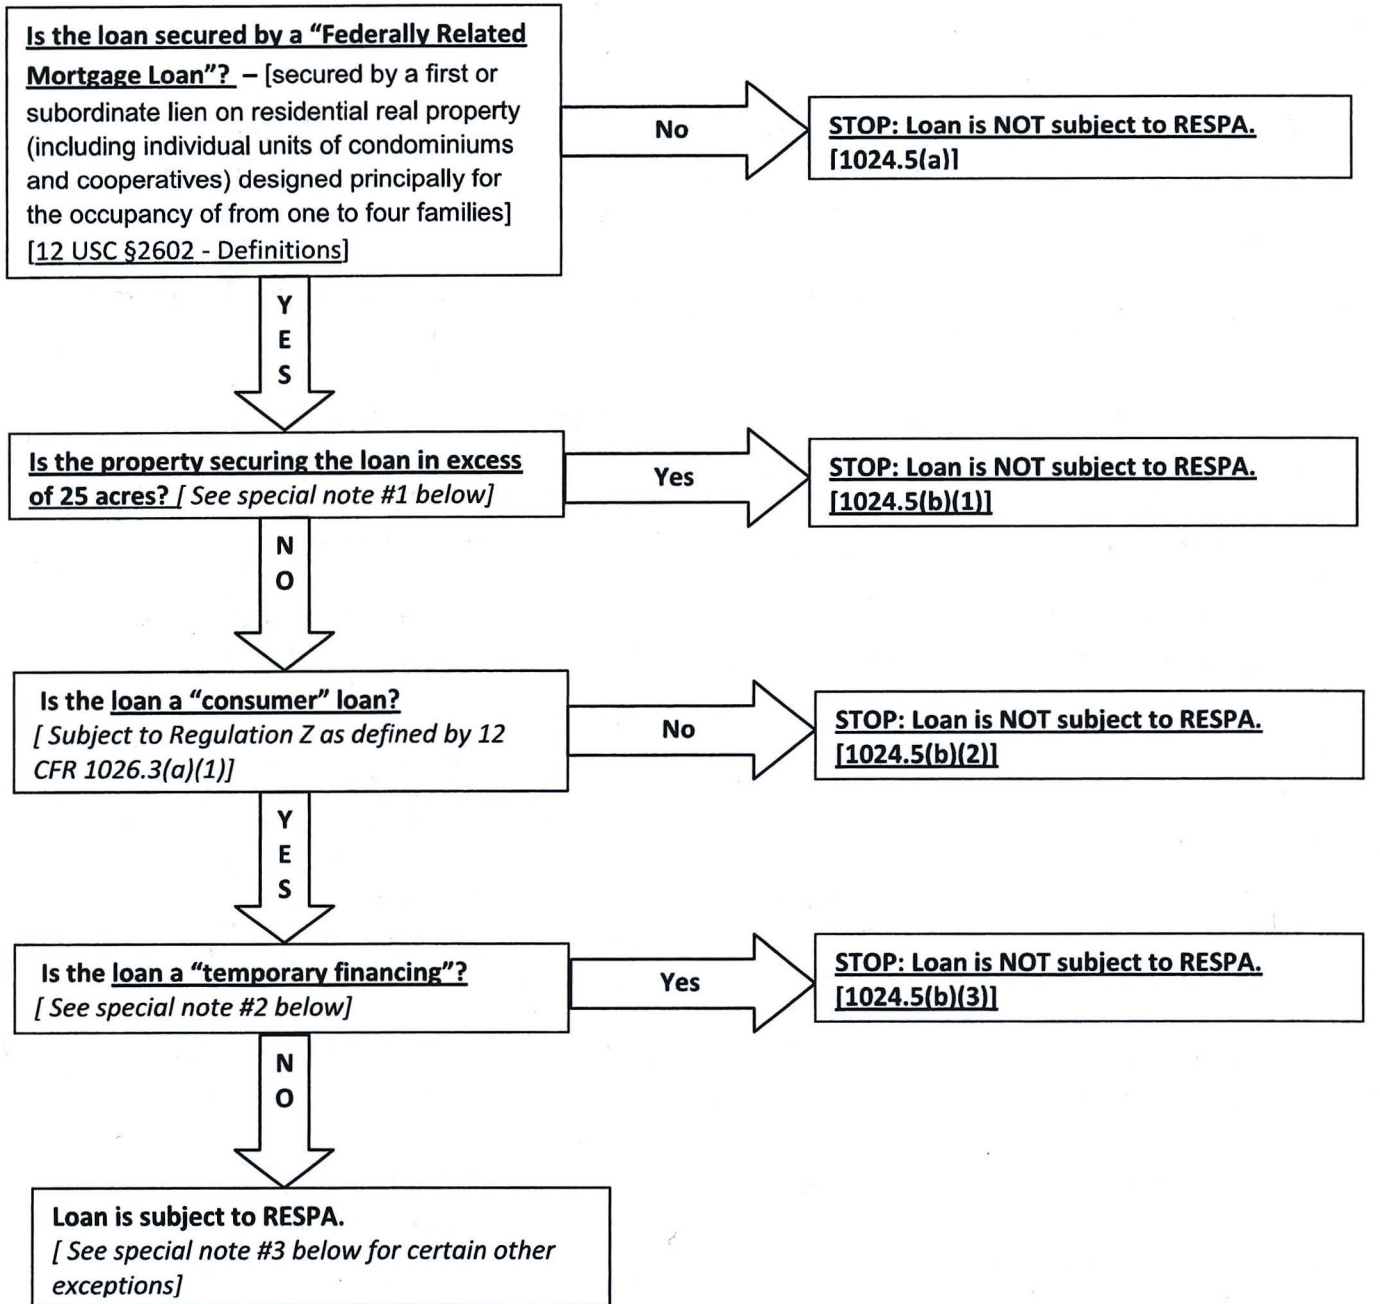 Is the loan secured by a “Federally Related
Mortgage Loan”? – [secured by a first or
subordinate lien on residential real property
(including individual units of condominiums
and cooperatives) designed principally for
the occupancy of from one to four families]
[12 USC §2602 - Definitions]
No
STOP: Loan is NOT subject to RESPA.
[1024.5(a)]
Y
E
S
Is the property securing the loan in excess
of 25 acres? [ See special note #1 below]
Yes
STOP: Loan is NOT subject to RESPA.
[1024.5(b)(1)]
N
O
Is the loan a “consumer” loan?
[ Subject to Regulation Z as defined by 12
CFR 1026.3(a)(1)]
No
STOP: Loan is NOT subject to RESPA.
[1024.5(b)(2)]
Y
E
S
Is the loan a “temporary financing”?
[ See special note #2 below]
Yes
STOP: Loan is NOT subject to RESPA.
[1024.5(b)(3)]
N
O
Loan is subject to RESPA.
[ See special note #3 below for certain other
exceptions]